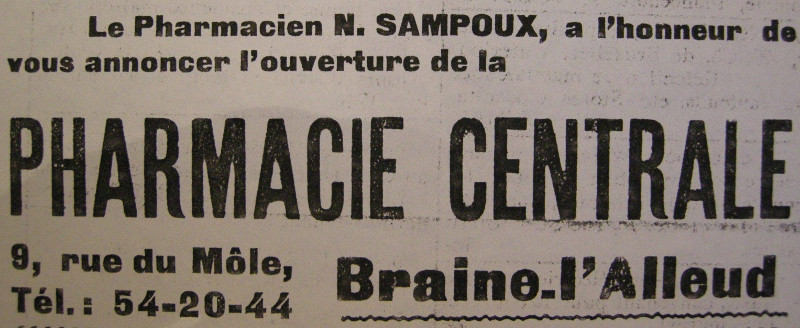 Le Pharmacien N. SAMPOUX, a l'honneur de
vous annoncer l'ouverture de la
PHARMACIE CENTRALE
9, rue du Môle,
Tél.: 54-20-44
Braine-l'Alleud